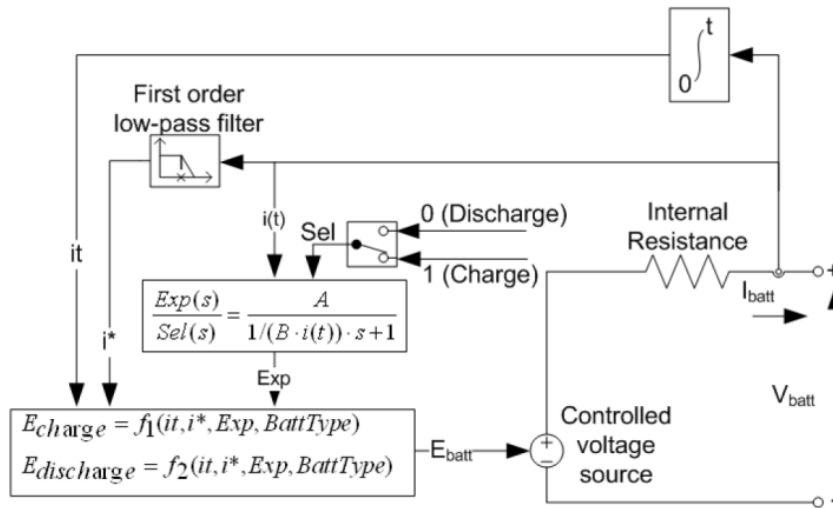 t
∫
0
First order
low-pass filter
it
i*
i(t)
Sel
0 (Discharge)
1 (Charge)
Internal
Resistance
+
I_batt
Exp(s)/Sel(s) = A/(1/(B·i(t))·s+1)
Exp
V_batt
E_charge = f_1(it,i*,Exp,BattType)
E_discharge = f_2(it,i*,Exp,BattType)
E_batt
+
−
Controlled
voltage
source
-